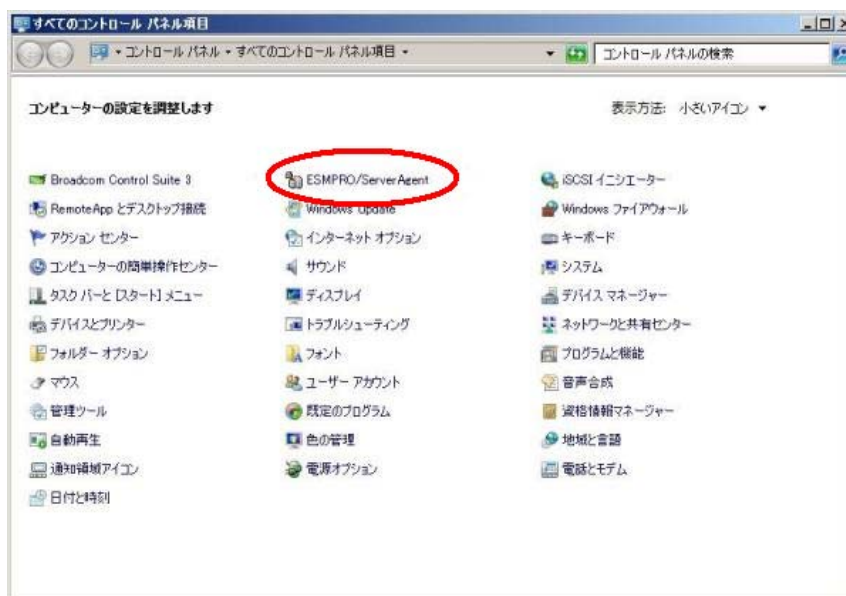 すべてのコントロール パネル項目
コントロール パネル すべてのコントロール パネル項目
コントロール パネルの検索
コンピューターの設定を調整します
表示方法: 小さいアイコン
Broadcom Control Suite 3
ESMPRO/ServerAgent
iSCSI イニシエーター
RemoteApp とデスクトップ接続
Windows Update
Windows ファイアウォール
アクション センター
インターネット オプション
キーボード
コンピューターの簡単操作センター
サウンド
システム
タスク バーと [スタート] メニュー
ディスプレイ
デバイス マネージャー
デバイスとプリンター
トラブルシューティング
ネットワークと共有センター
フォルダー オプション
フォント
プログラムと機能
マウス
ユーザー アカウント
音声合成
管理ツール
既定のプログラム
資格情報マネージャー
自動再生
色の管理
地域と言語
通知領域アイコン
電源オプション
電話とモデム
日付と時刻